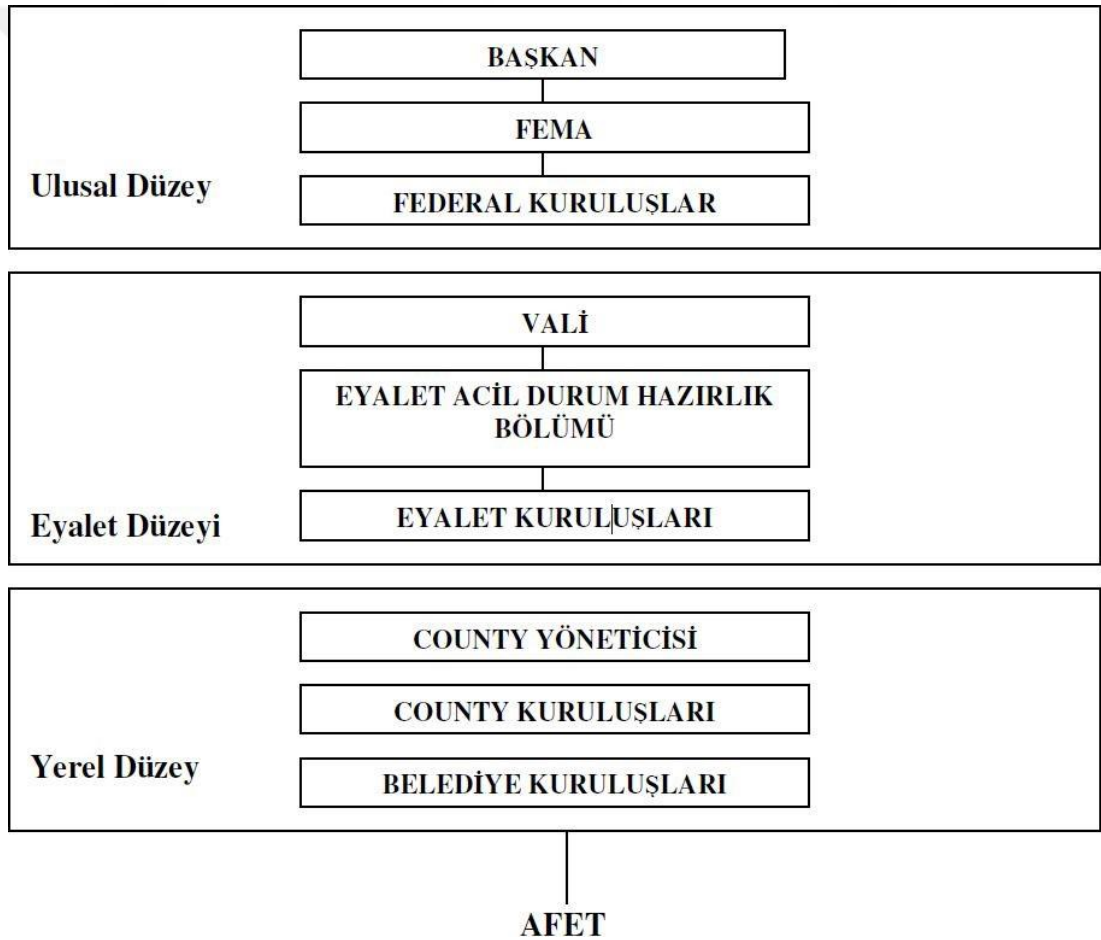 BAŞKAN
FEMA
Ulusal Düzey
FEDERAL KURULUŞLAR
VALİ
EYALET ACİL DURUM HAZIRLIK
BÖLÜMÜ
Eyalet Düzeyi
EYALET KURULUŞLARI
COUNTY YÖNETİCİSİ
COUNTY KURULUŞLARI
Yerel Düzey
BELEDİYE KURULUŞLARI
AFET